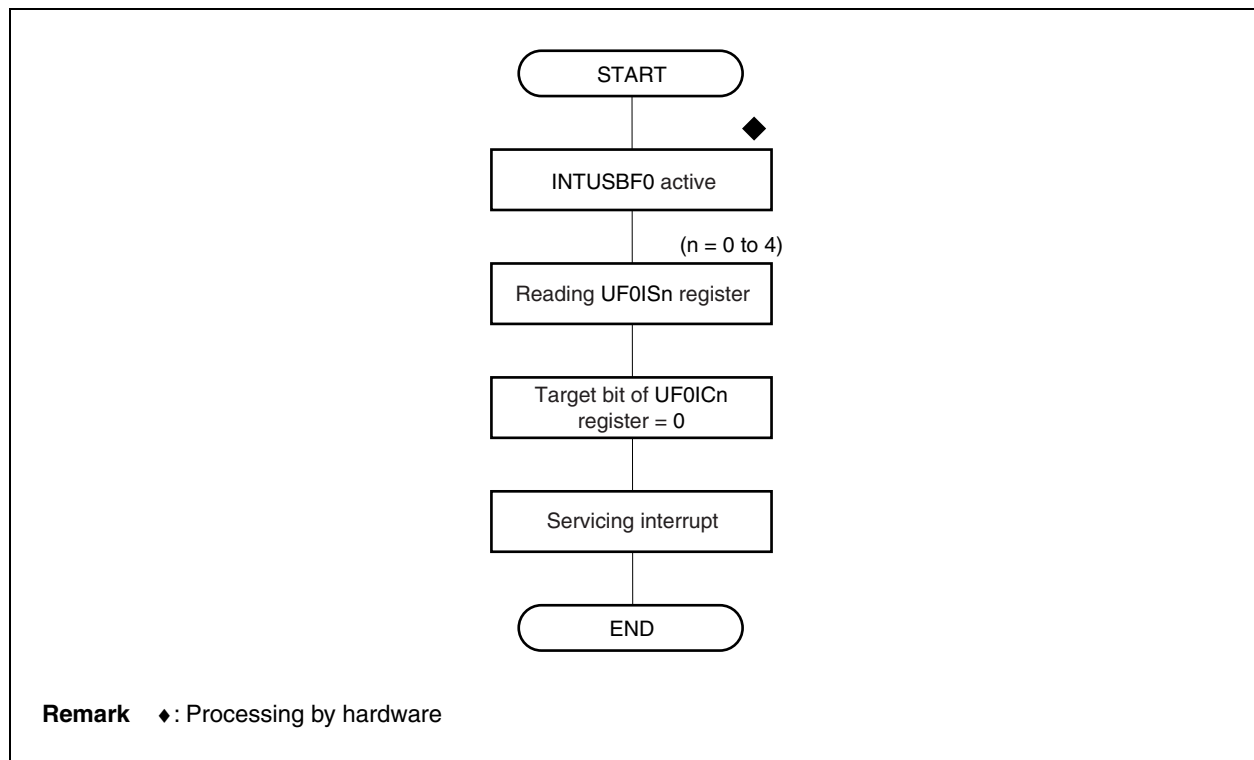 START
◆
INTUSBF0 active
(n = 0 to 4)
Reading UF0ISn register
Target bit of UF0ICn
register = 0
Servicing interrupt
END
Remark ◆: Processing by hardware